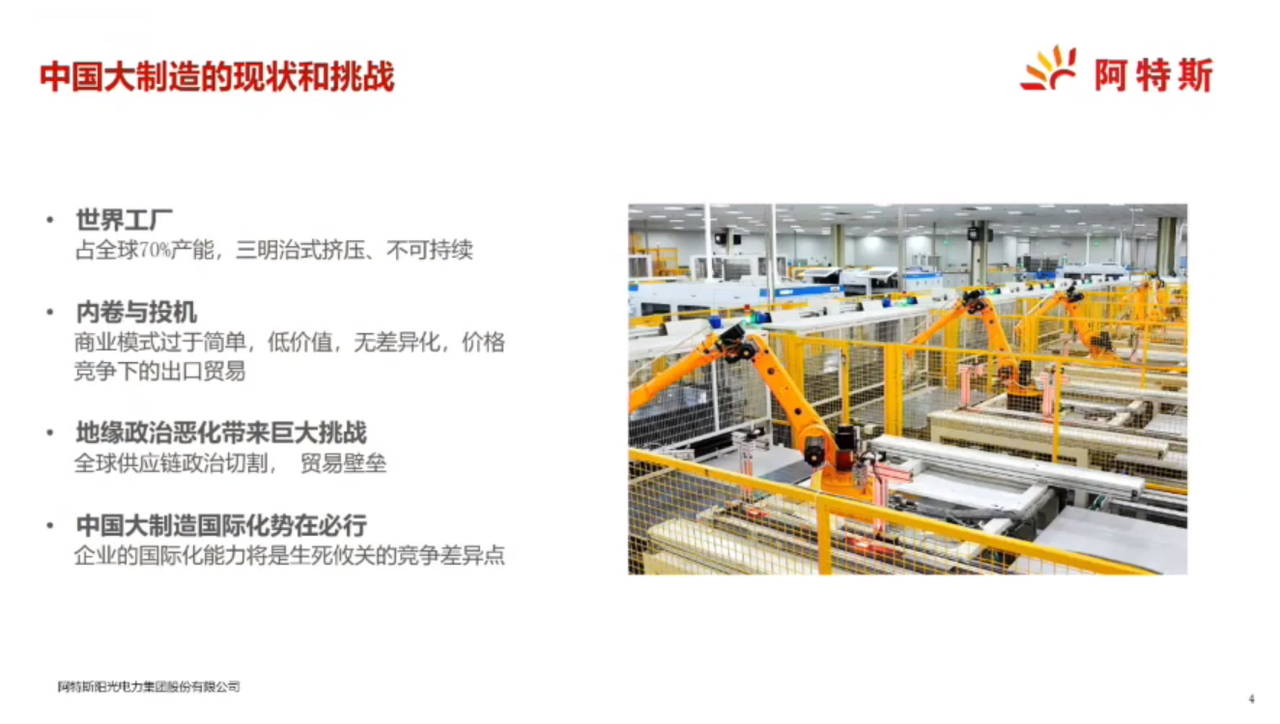 中国大制造的现状和挑战
阿特斯
• 世界工厂
占全球70%产能，三明治式挤压、不可持续
• 内卷与投机
商业模式过于简单，低价值，无差异化，价格
竞争下的出口贸易
• 地缘政治恶化带来巨大挑战
全球供应链政治切割， 贸易壁垒
• 中国大制造国际化势在必行
企业的国际化能力将是生死攸关的竞争差异点
阿特斯阳光电力集团股份有限公司
4